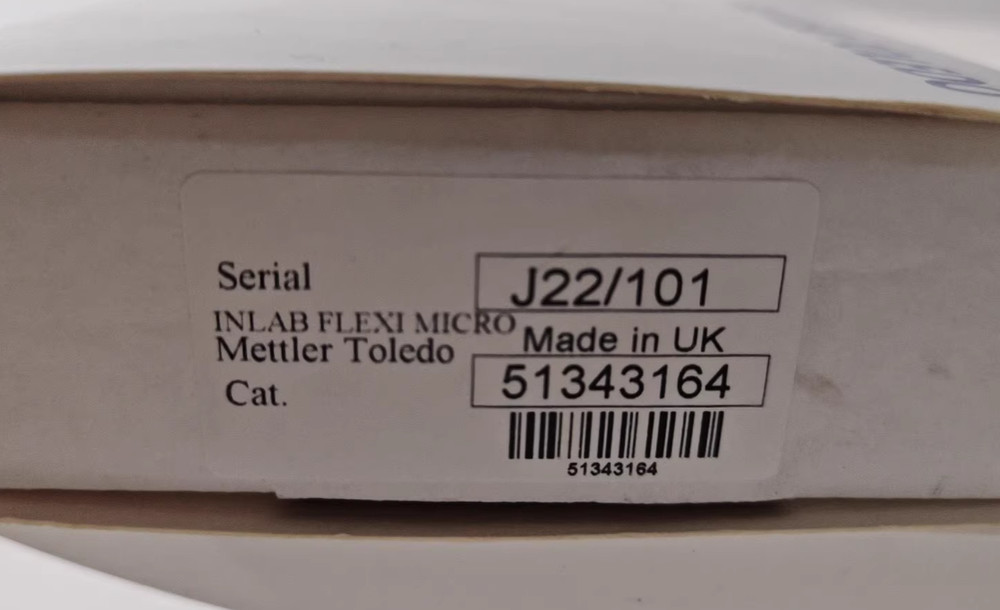 Serial J22/101
INLAB FLEXI MICRO
Made in UK
Mettler Toledo
Cat. 51343164
51343164